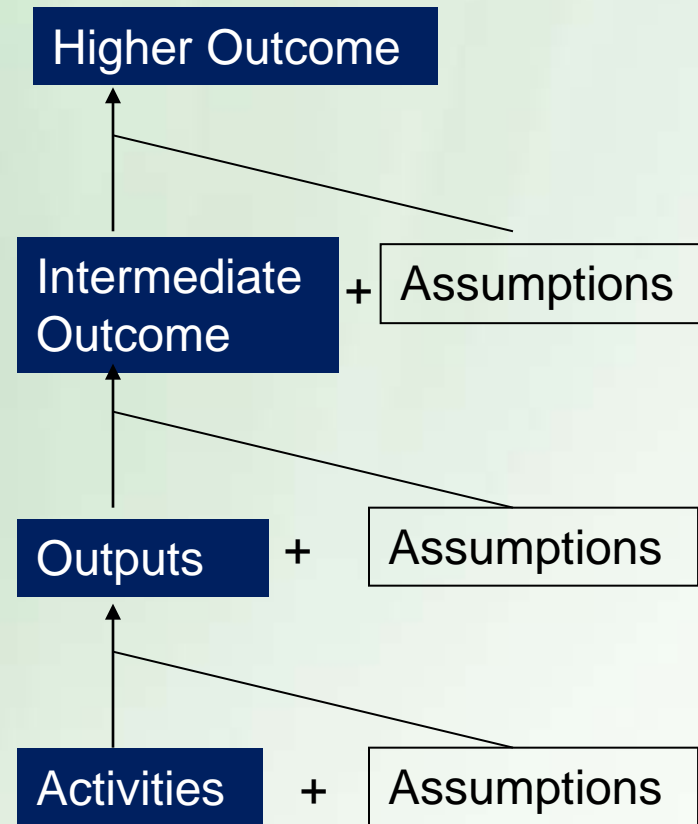 Higher Outcome
Intermediate + Assumptions
Outcome
Outputs + Assumptions
Activities + Assumptions